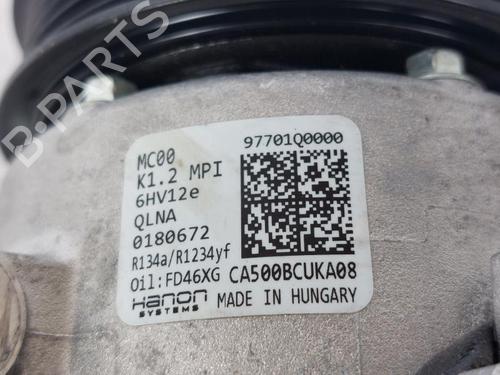 B-PARTS
MC00
97701Q0000
K1.2 MPI
6HV12e
QLNA
0180672
R134a/R1234yf
Oil:FD46XG CA500BCUKA08
Hanon SYSTEMS MADE IN HUNGARY